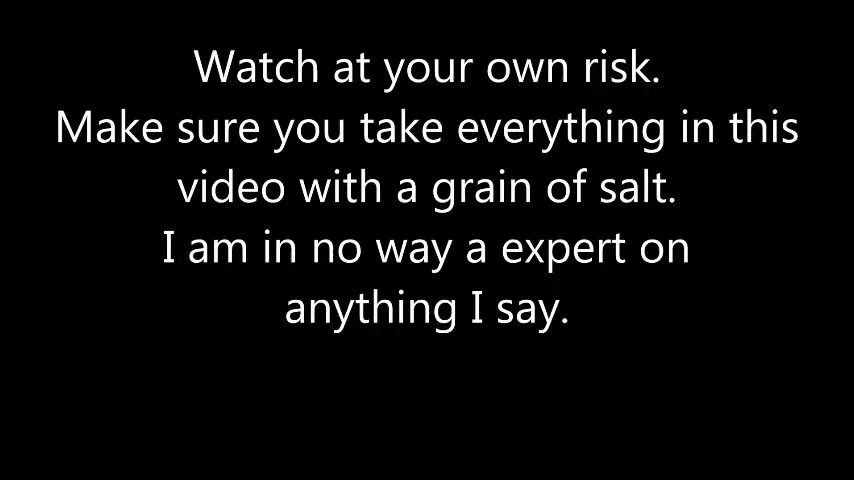 Watch at your own risk.
Make sure you take everything in this
video with a grain of salt.
I am in no way a expert on
anything I say.